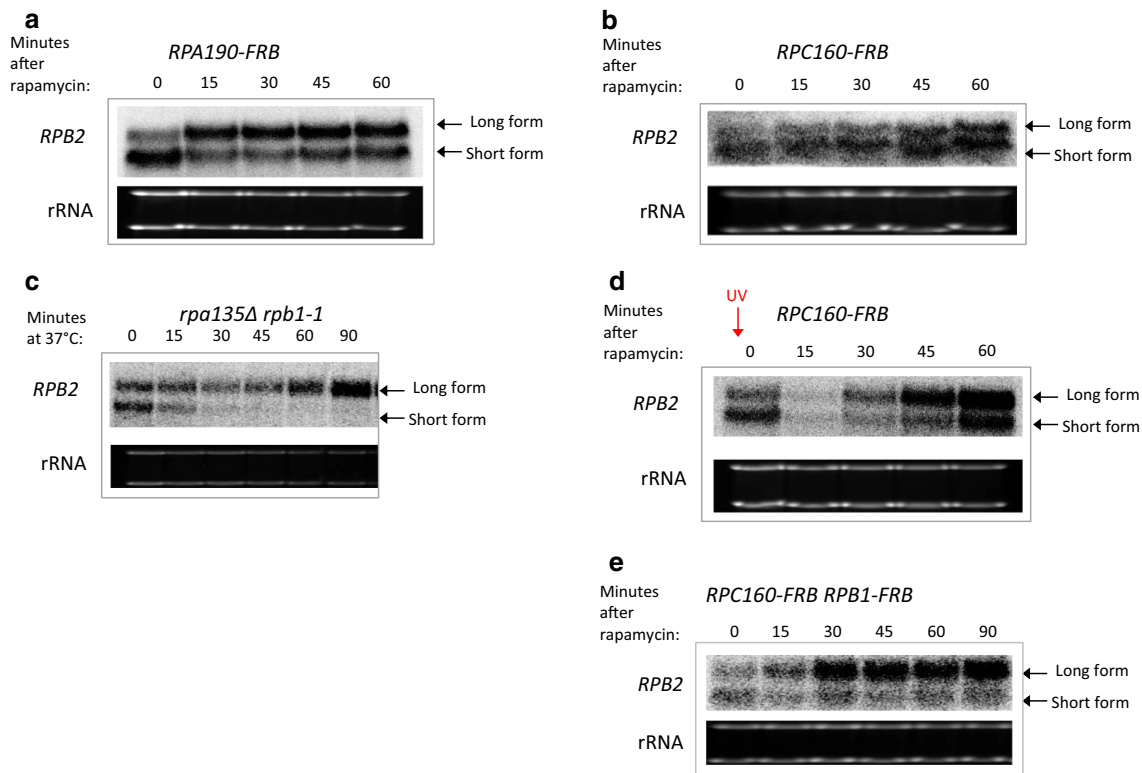 a
Minutes
after
rapamycin:
RPA190-FRB
0 15 30 45 60
RPB2
Long form
Short form
rRNA
b
Minutes
after
rapamycin:
RPC160-FRB
0 15 30 45 60
RPB2
Long form
Short form
rRNA
c
Minutes
at 37°C:
rpa135Δ rpb1-1
0 15 30 45 60 90
RPB2
Long form
Short form
rRNA
d
UV
Minutes
after
rapamycin:
RPC160-FRB
0 15 30 45 60
RPB2
Long form
Short form
rRNA
e
Minutes
after
rapamycin:
RPC160-FRB RPB1-FRB
0 15 30 45 60 90
RPB2
Long form
Short form
rRNA